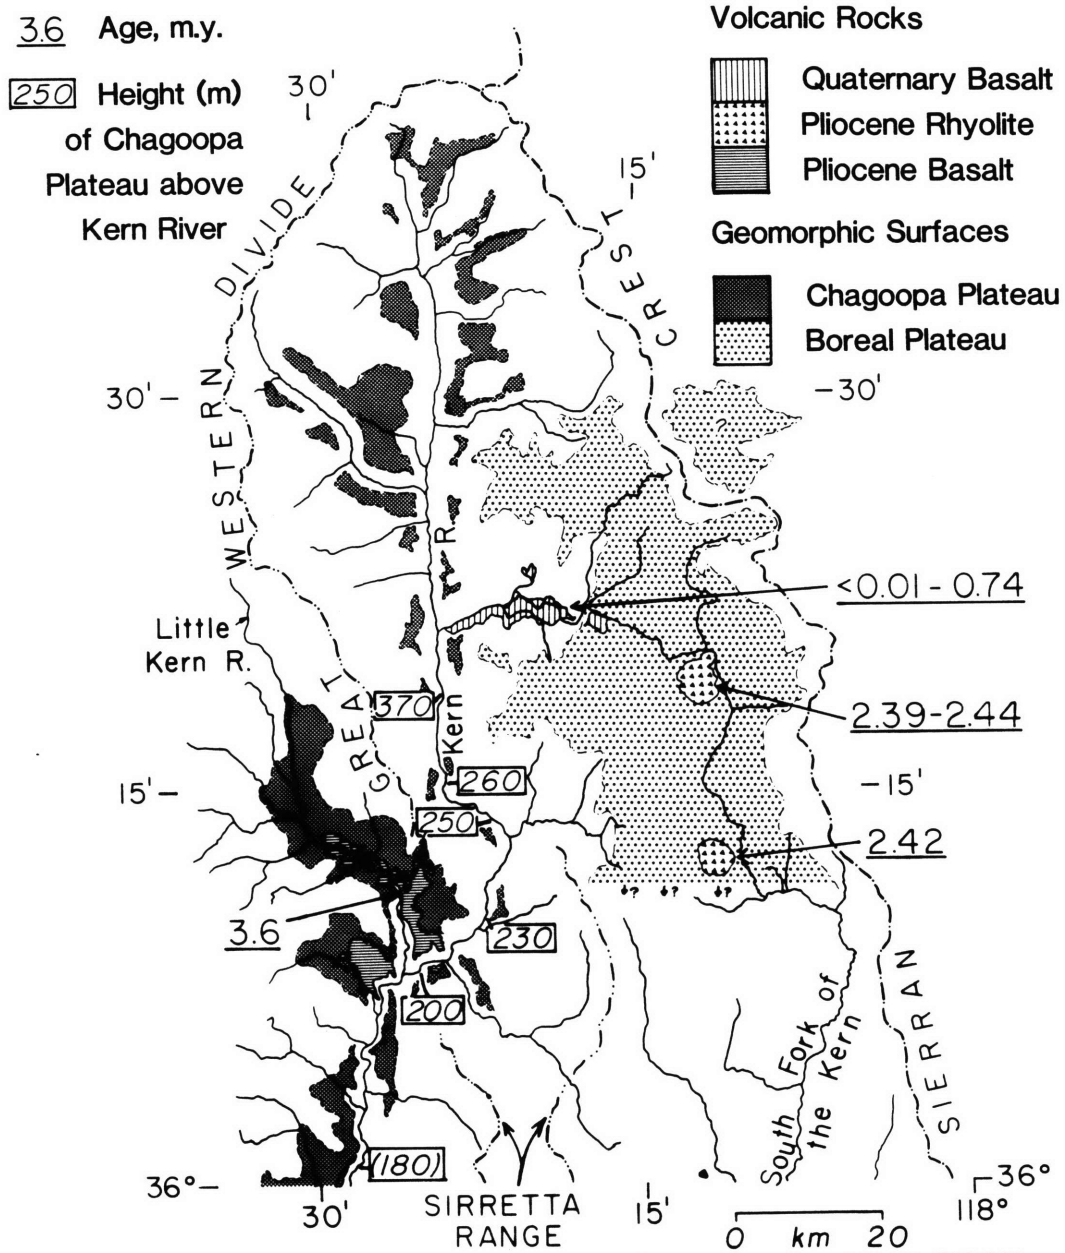 3.6 Age, m.y.
250 Height (m)
of Chagoopa
Plateau above
Kern River
Volcanic Rocks
Quaternary Basalt
Pliocene Rhyolite
Pliocene Basalt
Geomorphic Surfaces
Chagoopa Plateau
Boreal Plateau
30'
15'
WESTERN DIVIDE
CREST
30' –
–30'
?
Kern R.
<0.01 - 0.74
Little
Kern R.
GREAT
370
2.39-2.44
260
15' –
–15'
250
2.42
? ? ?
3.6
230
200
South Fork of
the Kern
SIERRAN
(180)
36° –
–36°
30'
SIRRETTA
RANGE
15'
118°
0 km 20